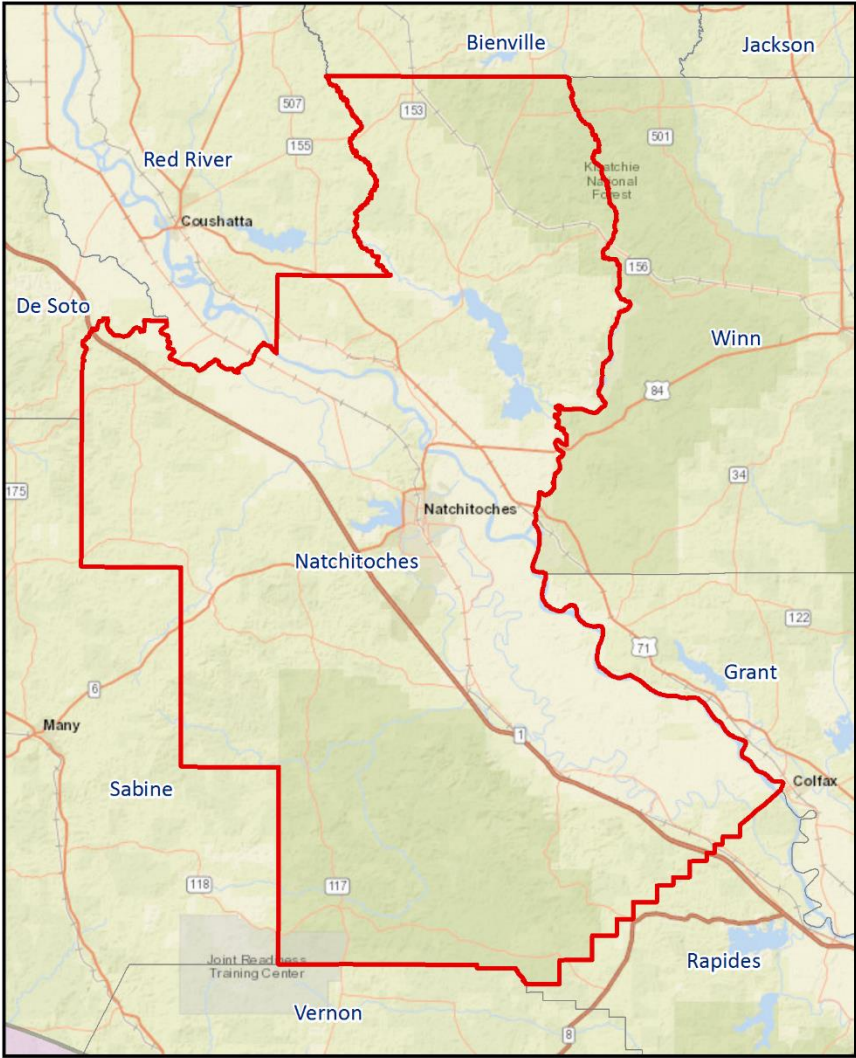 Bienville
Jackson
507
153
155
501
Red River
Kisatchie
National
Forest
Coushatta
156
De Soto
Winn
84
34
175
Natchitoches
Natchitoches
122
71
Grant
6
Many
1
Colfax
Sabine
118
117
Joint Readiness
Training Center
Rapides
Vernon
8